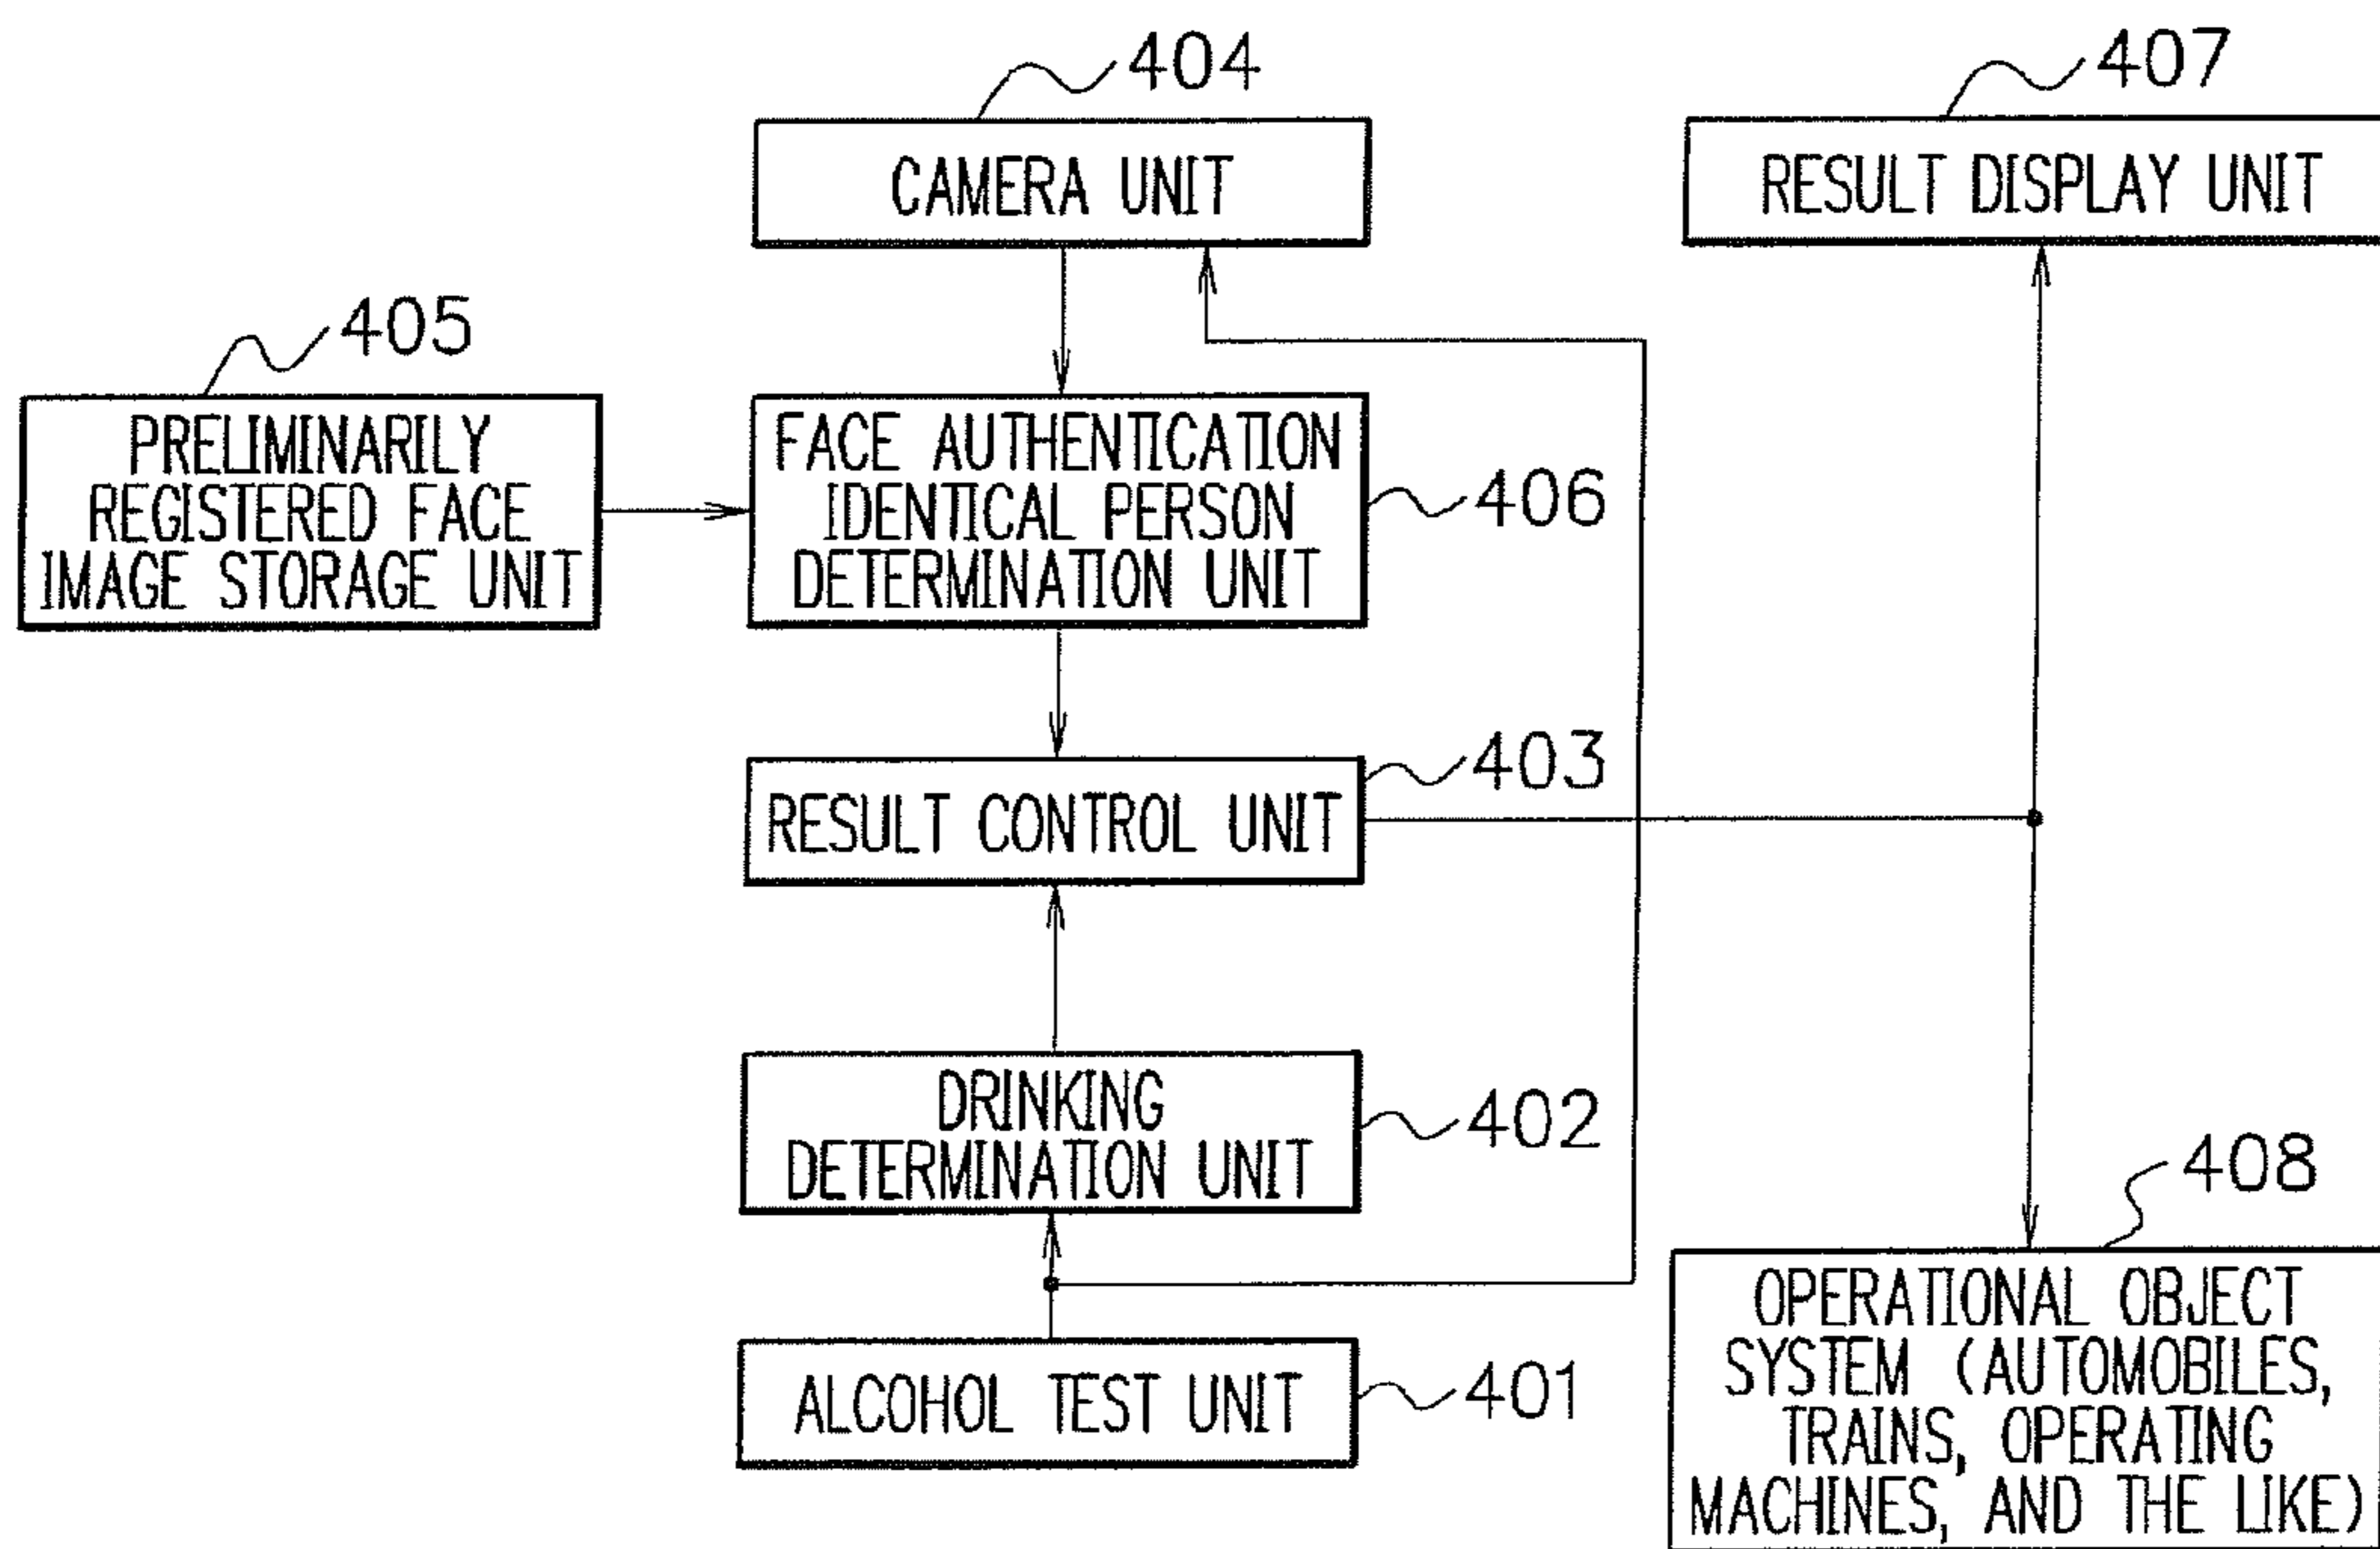 404
CAMERA UNIT
407
RESULT DISPLAY UNIT
405
PRELIMINARILY
REGISTERED FACE
IMAGE STORAGE UNIT
FACE AUTHENTICATION
IDENTICAL PERSON
DETERMINATION UNIT
406
403
RESULT CONTROL UNIT
DRINKING
DETERMINATION UNIT
402
408
OPERATIONAL OBJECT
SYSTEM (AUTOMOBILES,
TRAINS, OPERATING
MACHINES, AND THE LIKE)
ALCOHOL TEST UNIT
401